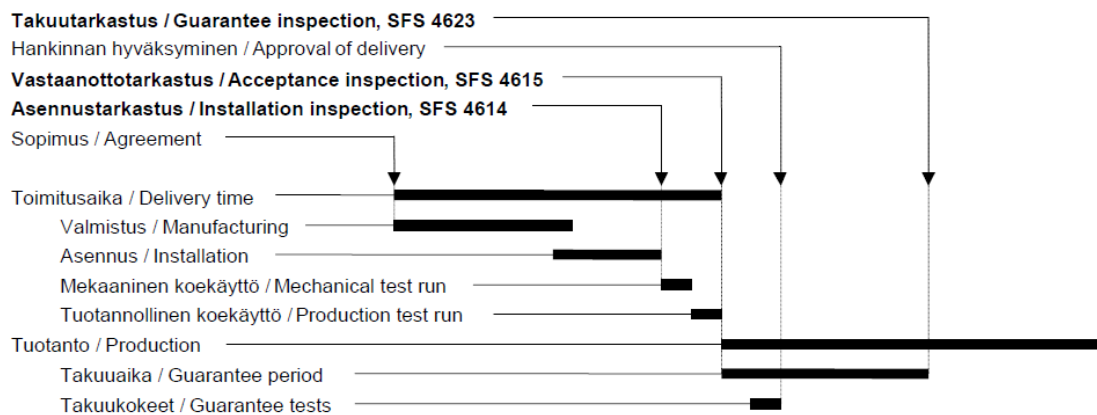 Takuutarkastus / Guarantee inspection, SFS 4623
Hankinnan hyväksyminen / Approval of delivery
Vastaanottotarkastus / Acceptance inspection, SFS 4615
Asennustarkastus / Installation inspection, SFS 4614
Sopimus / Agreement
Toimitusaika / Delivery time
Valmistus / Manufacturing
Asennus / Installation
Mekaaninen koekäyttö / Mechanical test run
Tuotannollinen koekäyttö / Production test run
Tuotanto / Production
Takuuaika / Guarantee period
Takuukokeet / Guarantee tests